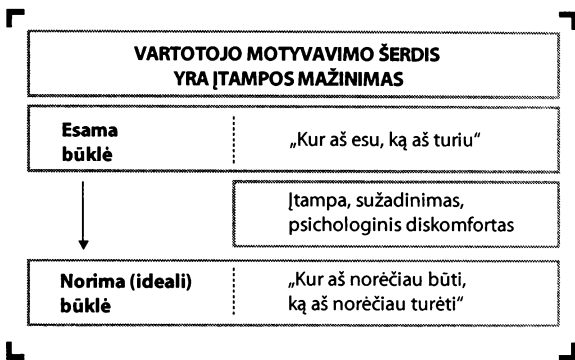 VARTOTOJO MOTYVAVIMO ŠERDIS
YRA ĮTAMPOS MAŽINIMAS
Esama
būklė
„Kur aš esu, ką aš turiu“
Įtampa, sužadinimas,
psichologinis diskomfortas
Norima (ideali)
būklė
„Kur aš norėčiau būti,
ką aš norėčiau turėti“